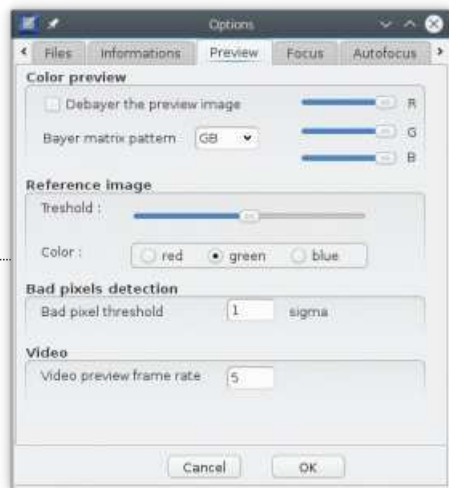 Options
Files Informations Preview Focus Autofocus
Color preview
Debayer the preview image
R
Bayer matrix pattern GB
G
B
Reference image
Treshold :
Color : red green blue
Bad pixels detection
Bad pixel threshold 1 sigma
Video
Video preview frame rate 5
Cancel OK